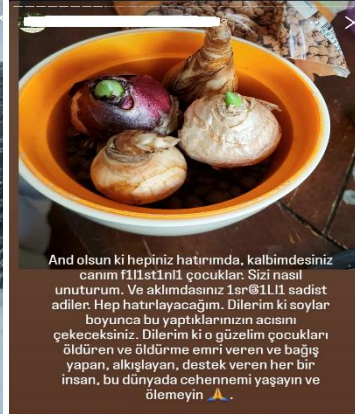 And olsun ki hepiniz hatırımda, kalbimdesiniz
canım f1l1st1nl1 çocuklar. Sizi nasıl
unuturum. Ve aklımdasınız 1sr@1Ll1 sadist
adiler. Hep hatırlayacağım. Dilerim ki soylar
boyunca bu yaptıklarınızın acısını
çekeceksiniz. Dilerim ki o güzelim çocukları
öldüren ve öldürme emri veren ve bağış
yapan, alkışlayan, destek veren her bir
insan, bu dünyada cehennemi yaşayın ve
ölemeyin 🙏.